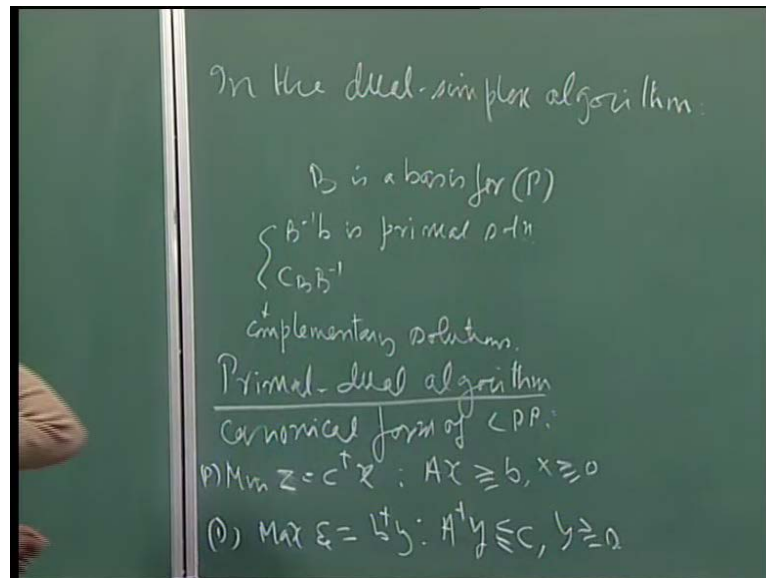 In the dual-simplex algorithm:
B is a basis for (P)
{ B⁻¹b is primal soln
C_B B⁻¹
complementary solutions.
Primal-dual algorithm
canonical form of LPP:
P) Min z = cᵗx : Ax ≥ b, x ≥ 0
(D) Max ξ = bᵗy : Aᵗy ≤ c, y ≥ 0